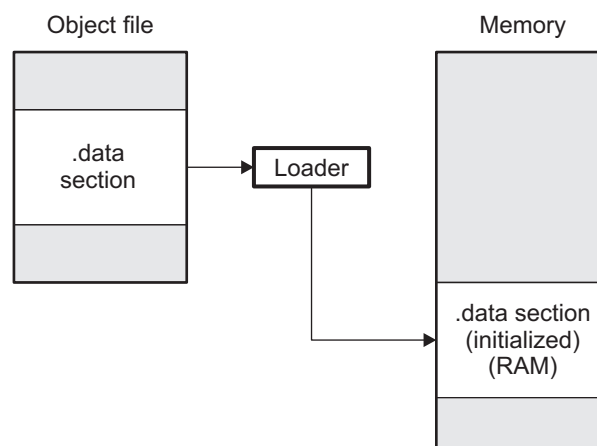 Object file
Memory
.data
section
Loader
.data section
(initialized)
(RAM)